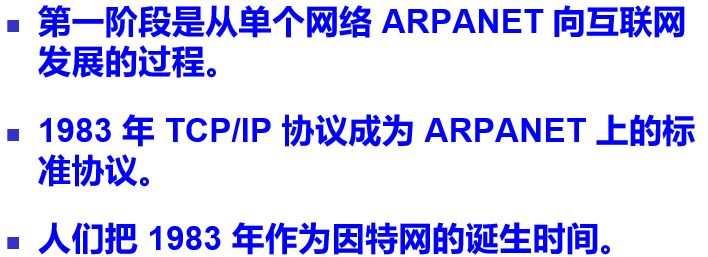 第一阶段是从单个网络 ARPANET 向互联网
发展的过程。
1983 年 TCP/IP 协议成为 ARPANET 上的标
准协议。
人们把 1983 年作为因特网的诞生时间。